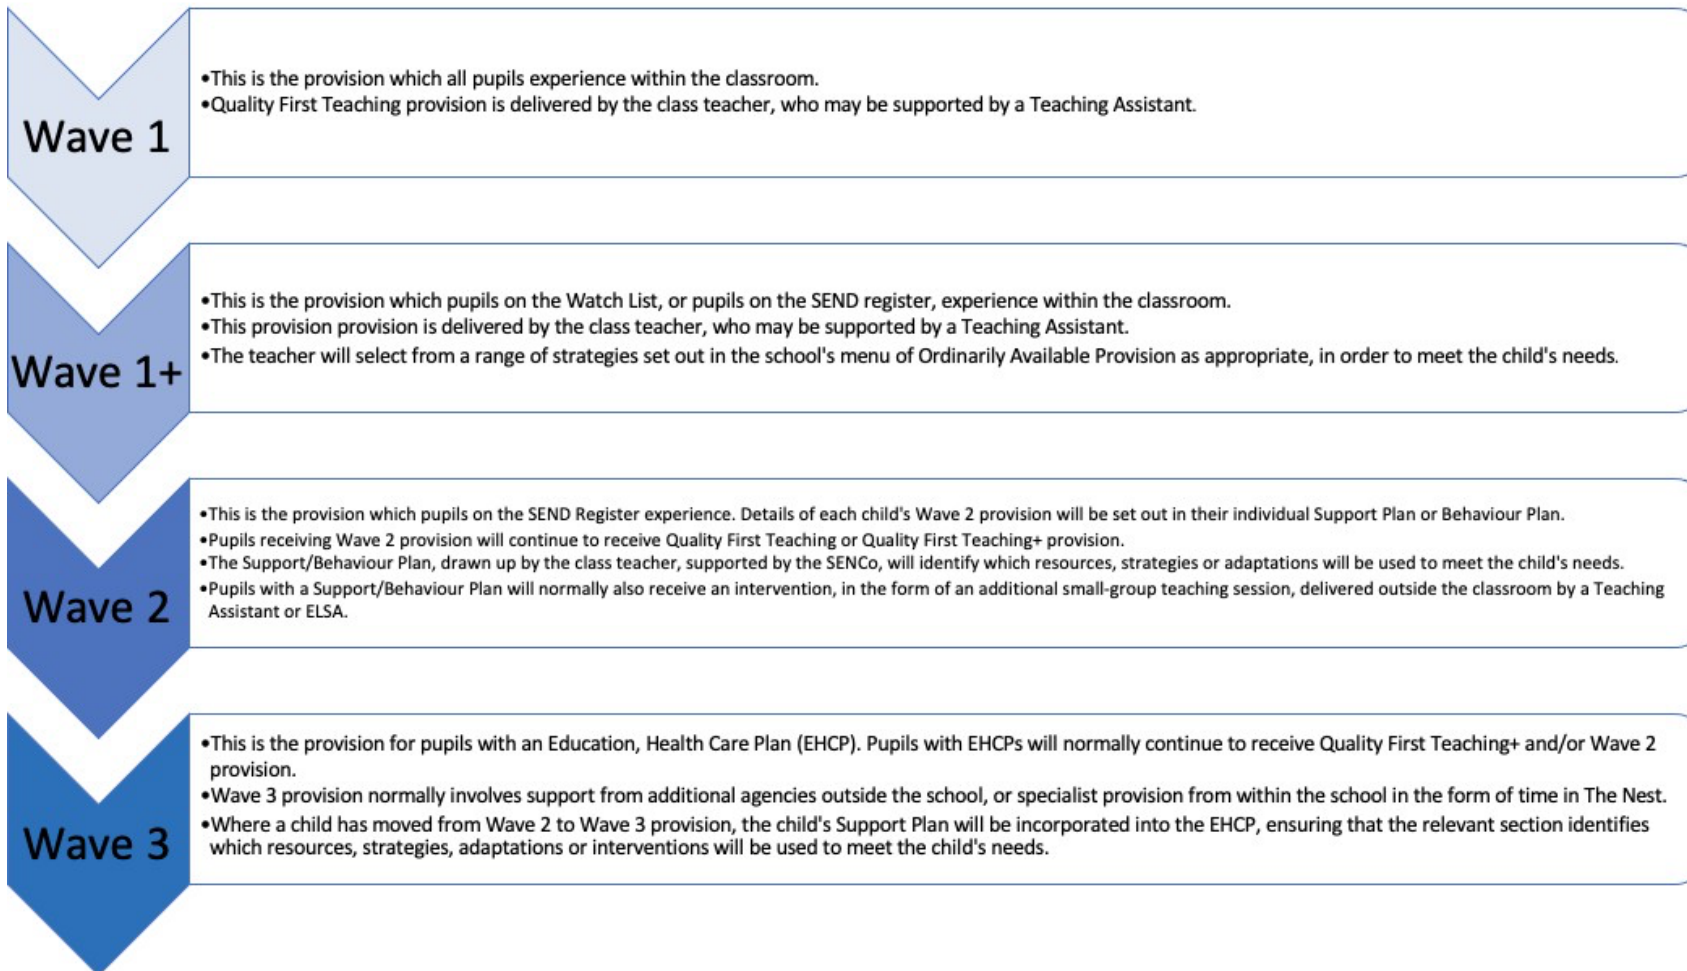 Wave 1
•This is the provision which all pupils experience within the classroom.
•Quality First Teaching provision is delivered by the class teacher, who may be supported by a Teaching Assistant.
Wave 1+
•This is the provision which pupils on the Watch List, or pupils on the SEND register, experience within the classroom.
•This provision provision is delivered by the class teacher, who may be supported by a Teaching Assistant.
•The teacher will select from a range of strategies set out in the school's menu of Ordinarily Available Provision as appropriate, in order to meet the child's needs.
Wave 2
•This is the provision which pupils on the SEND Register experience. Details of each child's Wave 2 provision will be set out in their individual Support Plan or Behaviour Plan.
•Pupils receiving Wave 2 provision will continue to receive Quality First Teaching or Quality First Teaching+ provision.
•The Support/Behaviour Plan, drawn up by the class teacher, supported by the SENCo, will identify which resources, strategies or adaptations will be used to meet the child's needs.
•Pupils with a Support/Behaviour Plan will normally also receive an intervention, in the form of an additional small-group teaching session, delivered outside the classroom by a Teaching
Assistant or ELSA.
Wave 3
•This is the provision for pupils with an Education, Health Care Plan (EHCP). Pupils with EHCPs will normally continue to receive Quality First Teaching+ and/or Wave 2
provision.
•Wave 3 provision normally involves support from additional agencies outside the school, or specialist provision from within the school in the form of time in The Nest.
•Where a child has moved from Wave 2 to Wave 3 provision, the child's Support Plan will be incorporated into the EHCP, ensuring that the relevant section identifies
which resources, strategies, adaptations or interventions will be used to meet the child's needs.